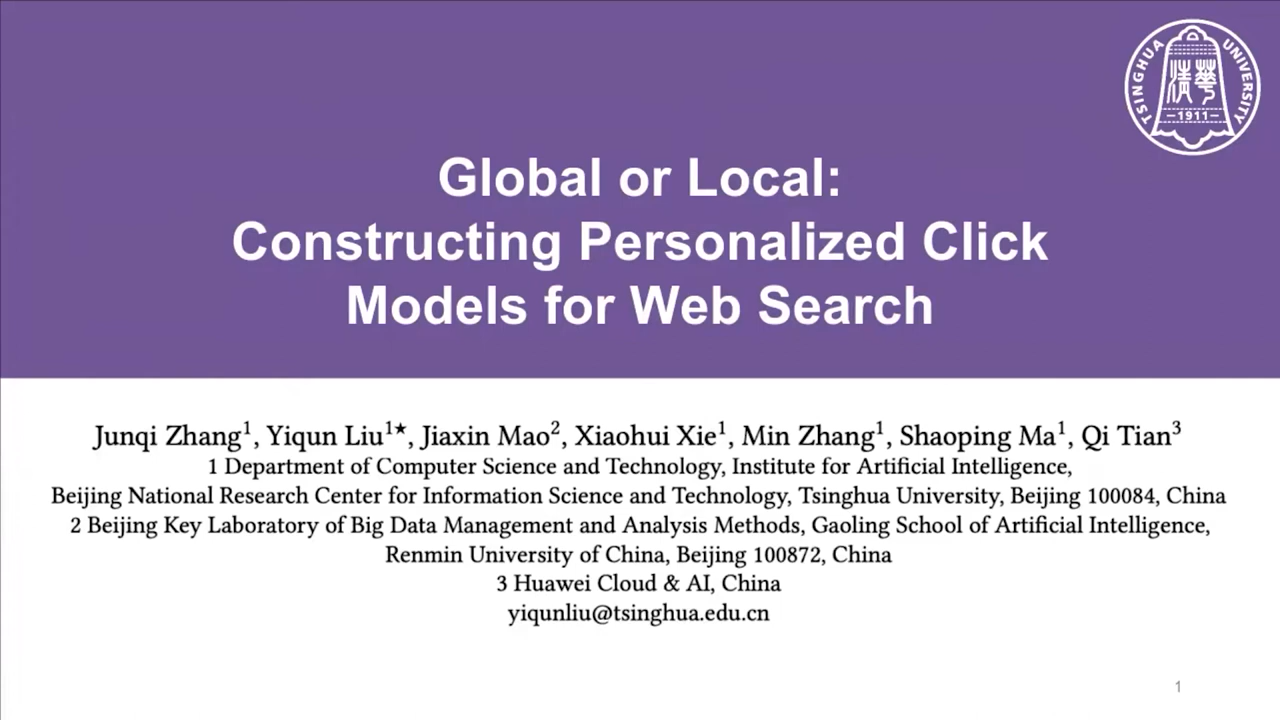 TSINGHUA UNIVERSITY
清華
—1911—
Global or Local:
Constructing Personalized Click
Models for Web Search
Junqi Zhang¹, Yiqun Liu¹★, Jiaxin Mao², Xiaohui Xie¹, Min Zhang¹, Shaoping Ma¹, Qi Tian³
1 Department of Computer Science and Technology, Institute for Artificial Intelligence,
Beijing National Research Center for Information Science and Technology, Tsinghua University, Beijing 100084, China
2 Beijing Key Laboratory of Big Data Management and Analysis Methods, Gaoling School of Artificial Intelligence,
Renmin University of China, Beijing 100872, China
3 Huawei Cloud & AI, China
yiqunliu@tsinghua.edu.cn
1